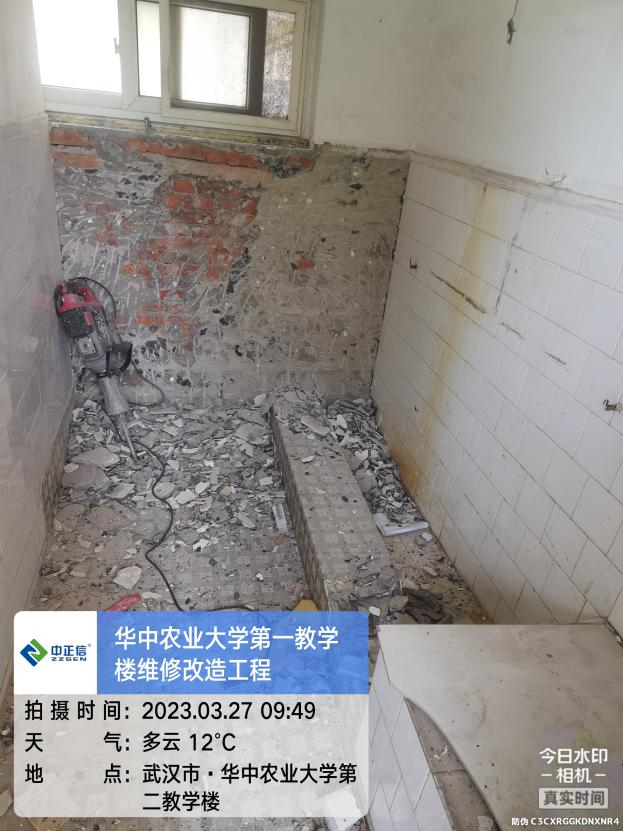 中正信®
ZZSEN
华中农业大学第一教学
楼维修改造工程
拍摄时间：2023.03.27 09:49
天 气：多云 12℃
地 点：武汉市·华中农业大学第
二教学楼
今日水印
-相机-
真实时间
防伪 C3CXRGGKDNXNR4